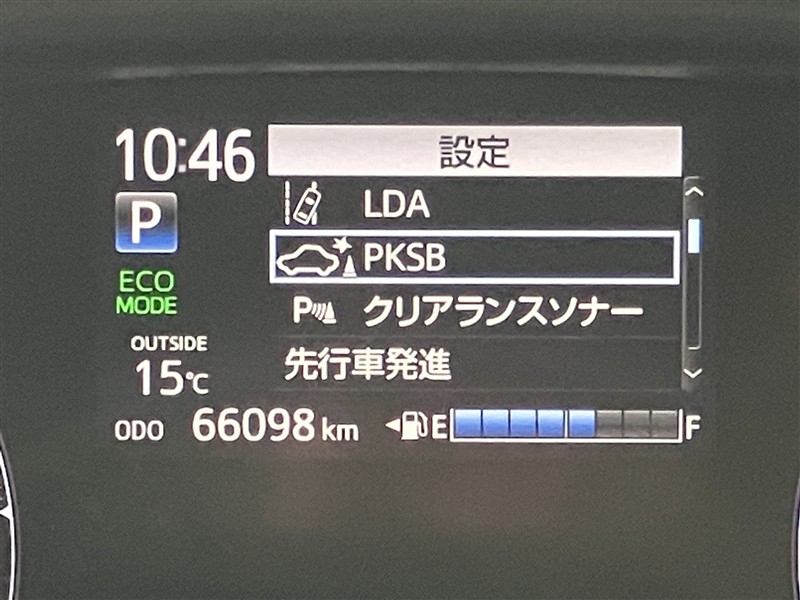 10:46
設定
P
ECO
MODE
OUTSIDE
15℃
LDA
PKSB
P クリアランスソナー
先行車発進
ODO 66098 km E F